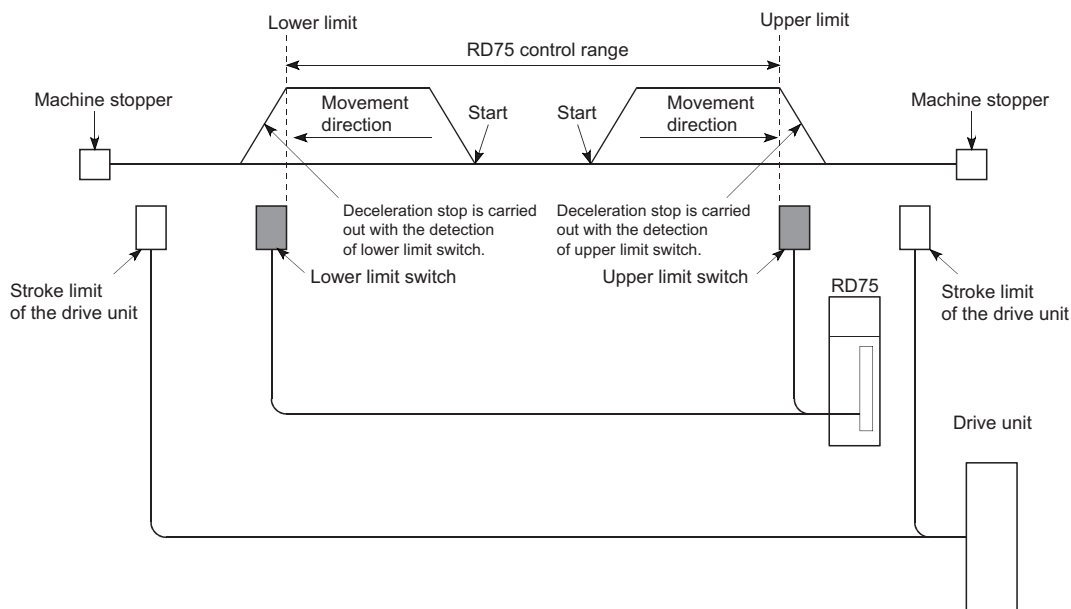 Lower limit
Upper limit
RD75 control range
Machine stopper
Movement
direction
Start
Start
Movement
direction
Machine stopper
Deceleration stop is carried
out with the detection
of lower limit switch.
Deceleration stop is carried
out with the detection
of upper limit switch.
Lower limit switch
Upper limit switch
Stroke limit
of the drive unit
RD75
Stroke limit
of the drive unit
Drive unit